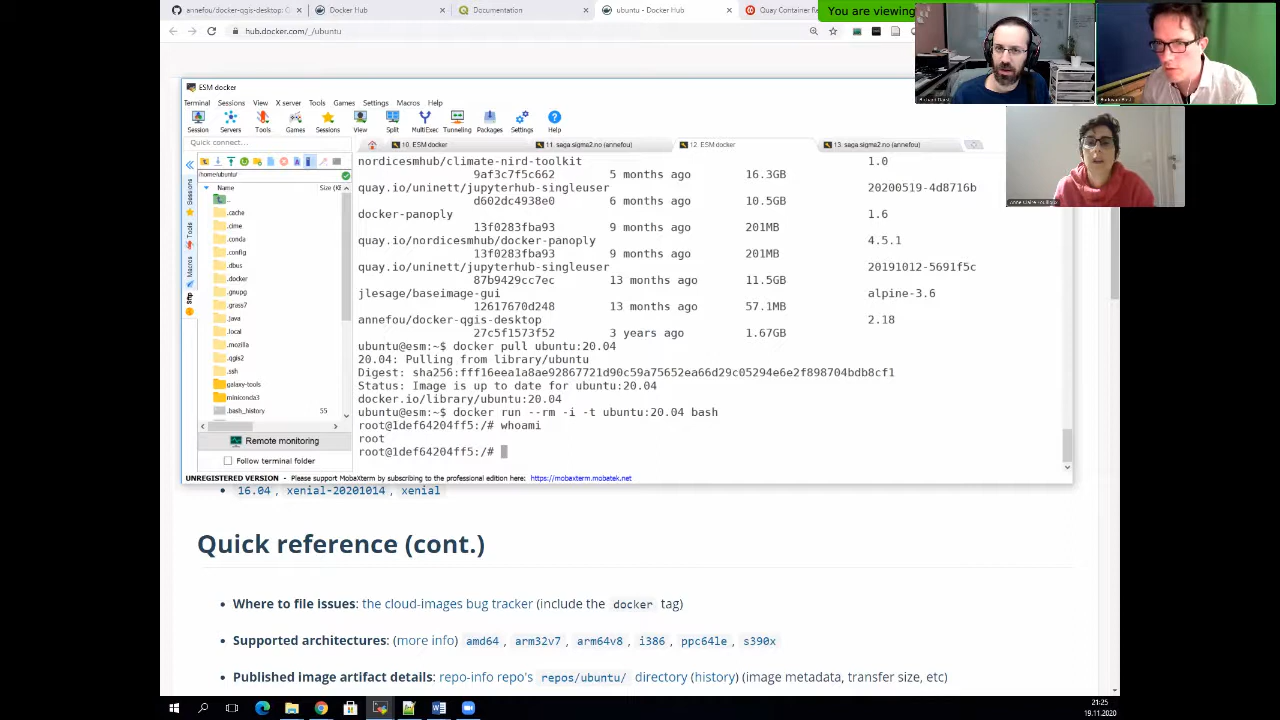 annefou/docker-qgis-desktop: Co
Docker Hub
Documentation
ubuntu - Docker Hub
Quay Container Re
You are viewing
hub.docker.com/_/ubuntu
ESM docker
Terminal Sessions View X server Tools Games Settings Macros Help
Session Servers Tools Games Sessions View Split MultiExec Tunneling Packages Settings Help
Quick connect...
10. ESM docker
11. saga.sigma2.no (annefou)
12. ESM docker
13. saga.sigma2.no (annefou)
/home/ubuntu/
Name
Size (K
..
.cache
.cime
.conda
.config
.dbus
.docker
.gnupg
.grass7
.java
.local
.mozilla
.qgis2
.ssh
galaxy-tools
miniconda3
.bash_history 55
Sessions
Tools
Macros
Sftp
Remote monitoring
Follow terminal folder
nordicesmhub/climate-nird-toolkit 1.0
9af3c7f5c662 5 months ago 16.3GB
quay.io/uninett/jupyterhub-singleuser 20200519-4d8716b
d602dc4938e0 6 months ago 10.5GB
docker-panoply 1.6
13f0283fba93 9 months ago 201MB
quay.io/nordicesmhub/docker-panoply 4.5.1
13f0283fba93 9 months ago 201MB
quay.io/uninett/jupyterhub-singleuser 20191012-5691f5c
87b9429cc7ec 13 months ago 11.5GB
jlesage/baseimage-gui alpine-3.6
12617670d248 13 months ago 57.1MB
annefou/docker-qgis-desktop 2.18
27c5f1573f52 3 years ago 1.67GB
ubuntu@esm:~$ docker pull ubuntu:20.04
20.04: Pulling from library/ubuntu
Digest: sha256:fff16eea1a8ae92867721d90c59a75652ea66d29c05294e6e2f898704bdb8cf1
Status: Image is up to date for ubuntu:20.04
docker.io/library/ubuntu:20.04
ubuntu@esm:~$ docker run --rm -i -t ubuntu:20.04 bash
root@1def64204ff5:/# whoami
root
root@1def64204ff5:/#
UNREGISTERED VERSION - Please support MobaXterm by subscribing to the professional edition here: https://mobaxterm.mobatek.net
16.04, xenial-20201014, xenial
Quick reference (cont.)
Where to file issues: the cloud-images bug tracker (include the docker tag)
Supported architectures: (more info) amd64, arm32v7, arm64v8, i386, ppc64le, s390x
Published image artifact details: repo-info repo's repos/ubuntu/ directory (history) (image metadata, transfer size, etc)
21:25
19.11.2020